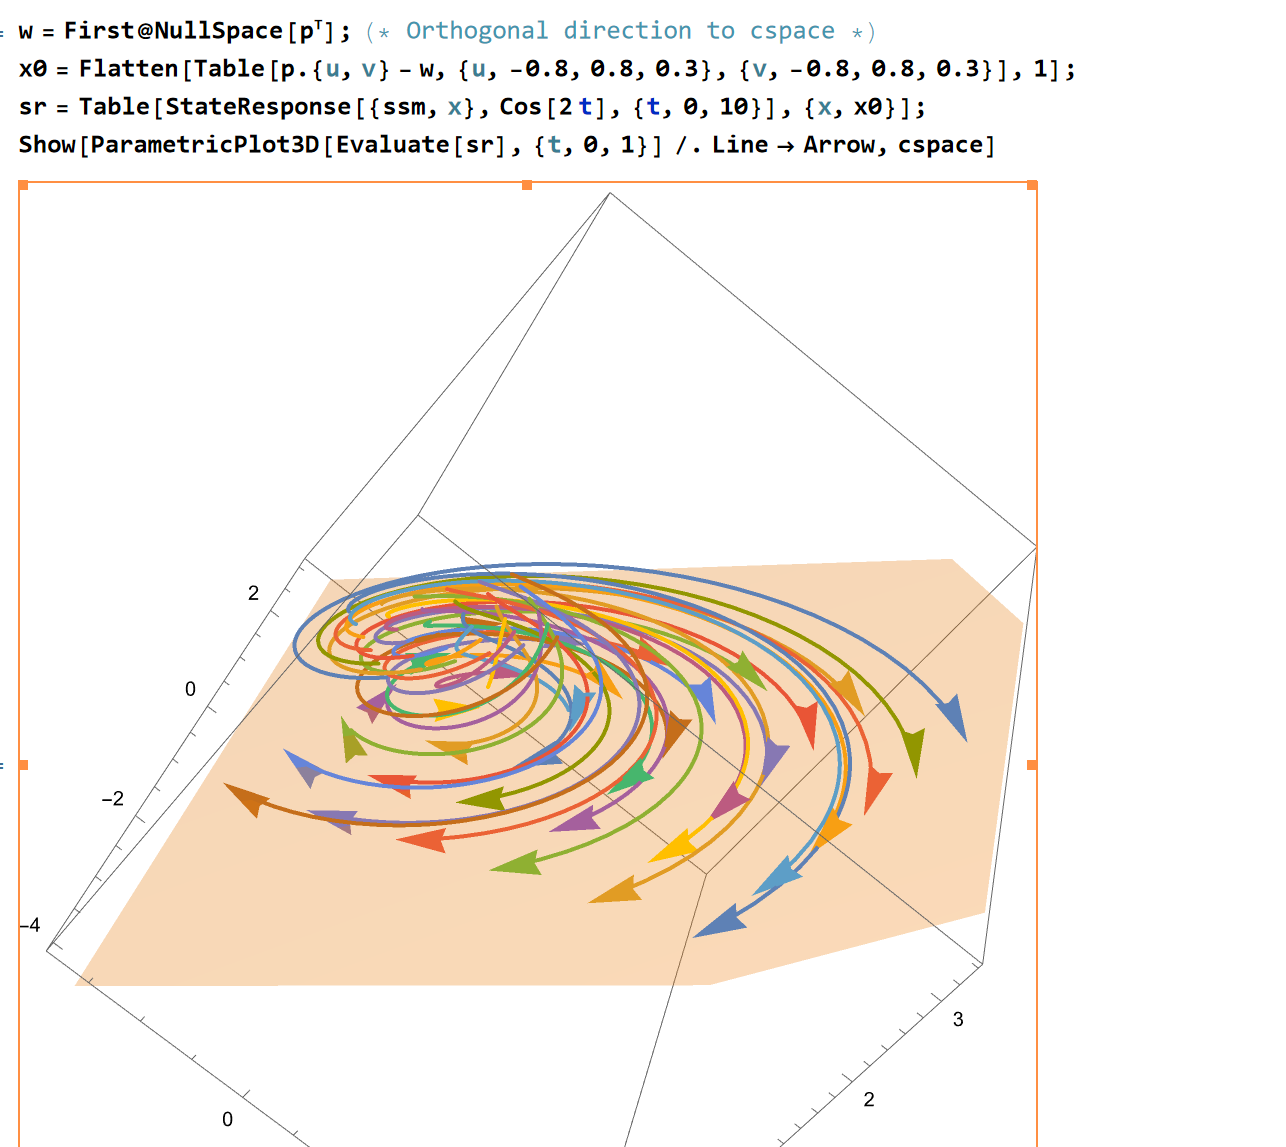 w = First@NullSpace[pᵀ]; (* Orthogonal direction to cspace *)
x0 = Flatten[Table[p.{u, v} – w, {u, -0.8, 0.8, 0.3}, {v, -0.8, 0.8, 0.3}], 1];
sr = Table[StateResponse[{ssm, x}, Cos[2 t], {t, 0, 10}], {x, x0}];
Show[ParametricPlot3D[Evaluate[sr], {t, 0, 1}] /. Line → Arrow, cspace]
2
0
−2
−4
3
2
0